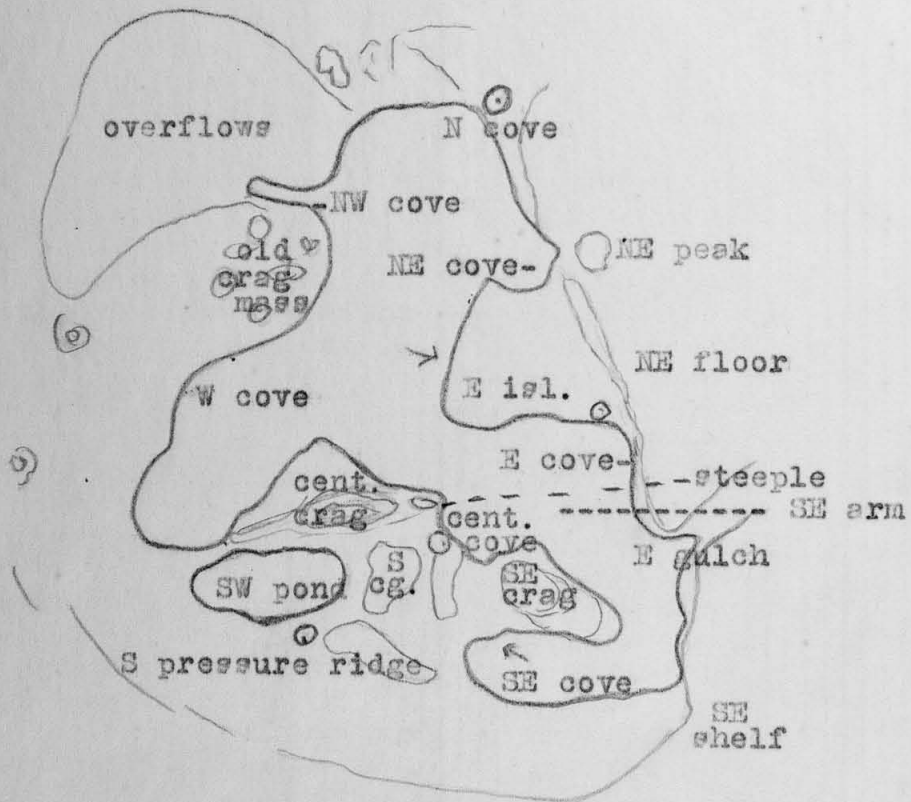 overflows
N cove
-NW cove
old
crag
mass
NE cove-
NE peak
NE floor
W cove
E isl.
E cove-
-steeple
cent.
crag
SE arm
cent.
cove
E gulch
S
cg.
SE
crag
SW pond
S pressure ridge
SE cove
SE
shelf